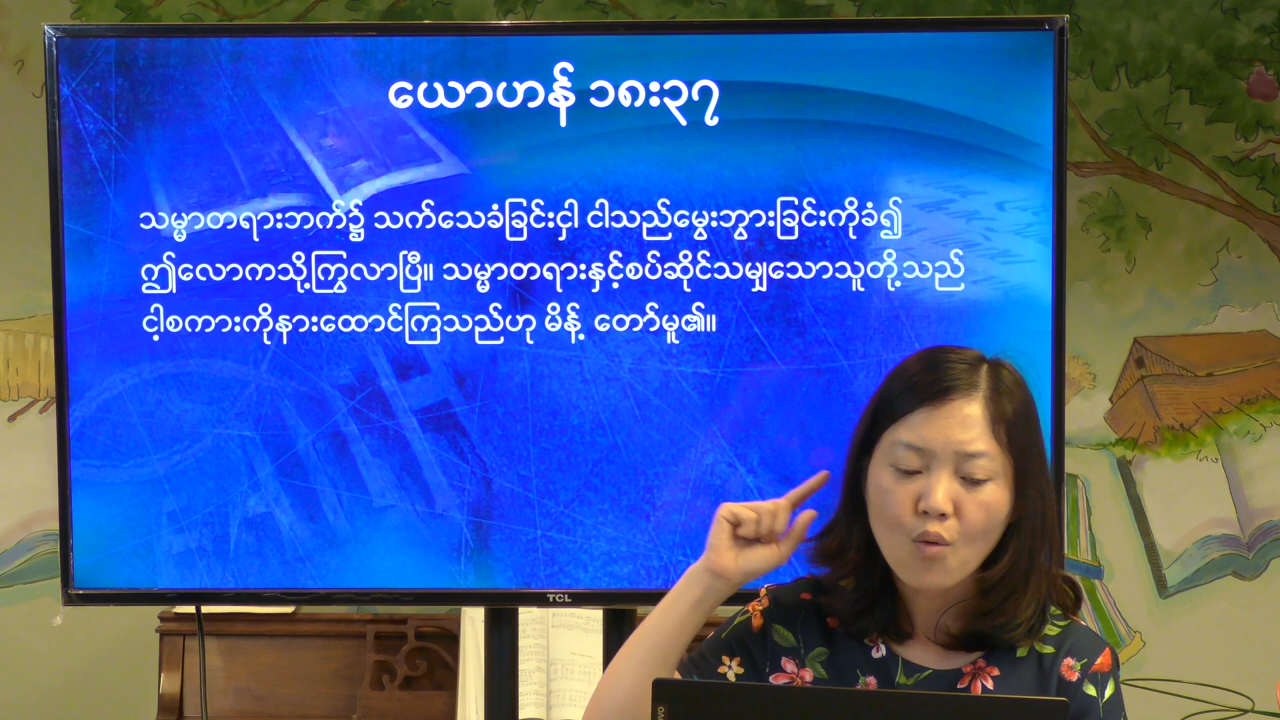 ယောဟန် ၁၈:၃၇
သမ္မာတရားဘက်၌ သက်သေခံခြင်းငှါ ငါသည်မွေးဘွားခြင်းကိုခံ၍
ဤလောကသို့ကြွလာပြီ။ သမ္မာတရားနှင့်စပ်ဆိုင်သမျှသောသူတို့သည်
ငါ့စကားကိုနားထောင်ကြသည်ဟု မိန့် တော်မူ၏။
TCL